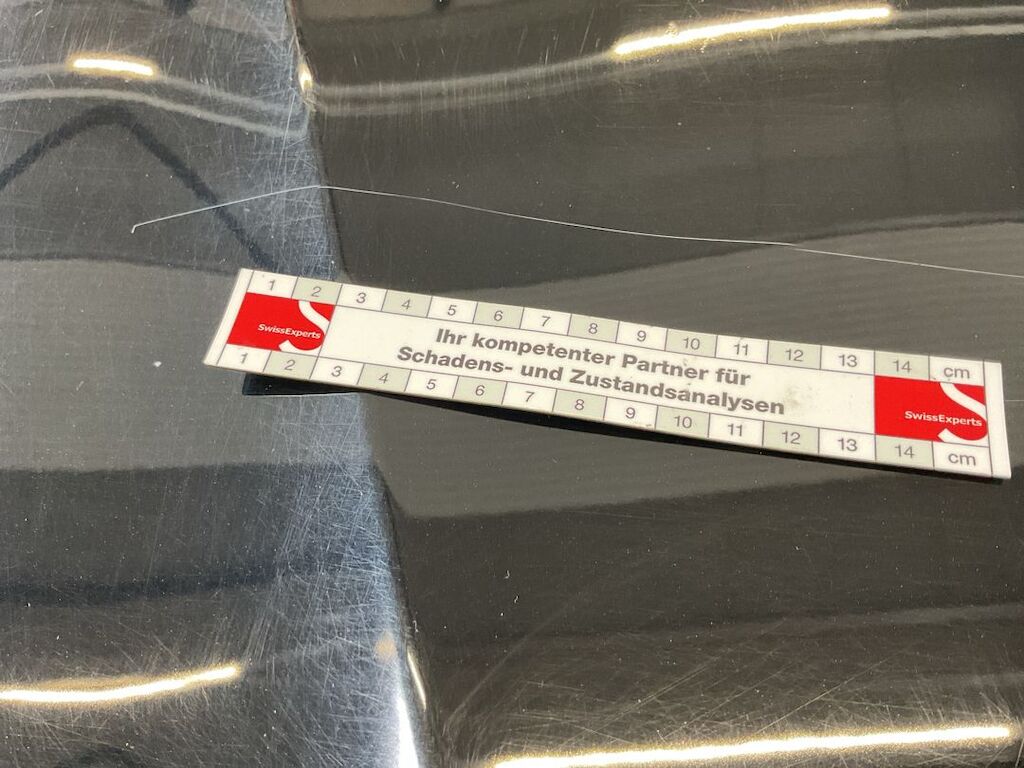 1 2 3 4 5 6 7 8 9 10 11 12 13 14 cm
SwissExperts
Ihr kompetenter Partner für
Schadens- und Zustandsanalysen
SwissExperts
1 2 3 4 5 6 7 8 9 10 11 12 13 14 cm